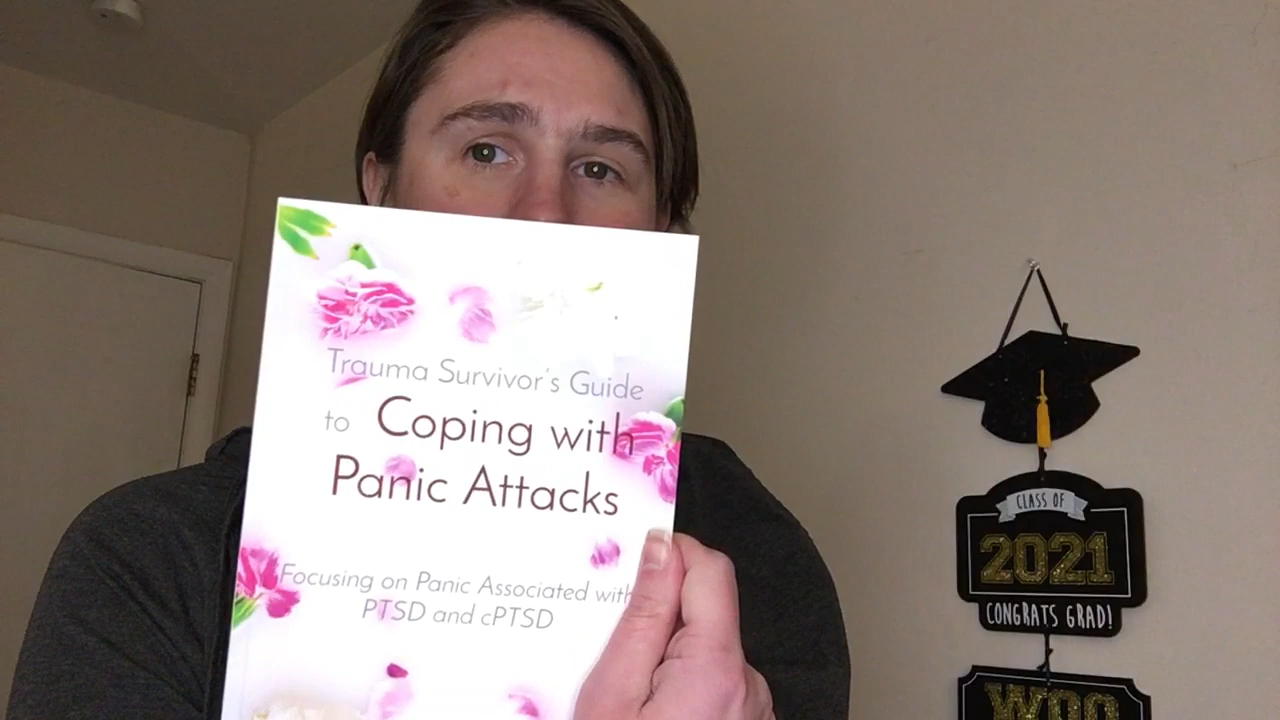 Trauma Survivor's Guide
to Coping with
Panic Attacks
Focusing on Panic Associated with
PTSD and cPTSD
CLASS OF
2021
CONGRATS GRAD!
WOO